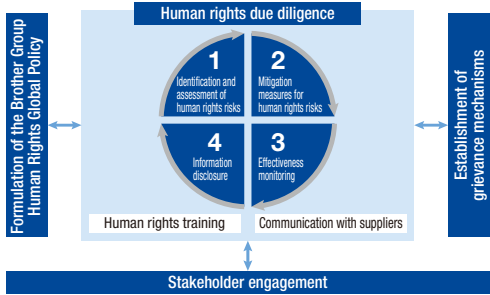 Human rights due diligence
Formulation of the Brother Group
Human Rights Global Policy
1
Identification and
assessment of
human rights risks
2
Mitigation
measures for
human rights risks
4
Information
disclosure
3
Effectiveness
monitoring
Human rights training
Communication with suppliers
Establishment of
grievance mechanisms
Stakeholder engagement